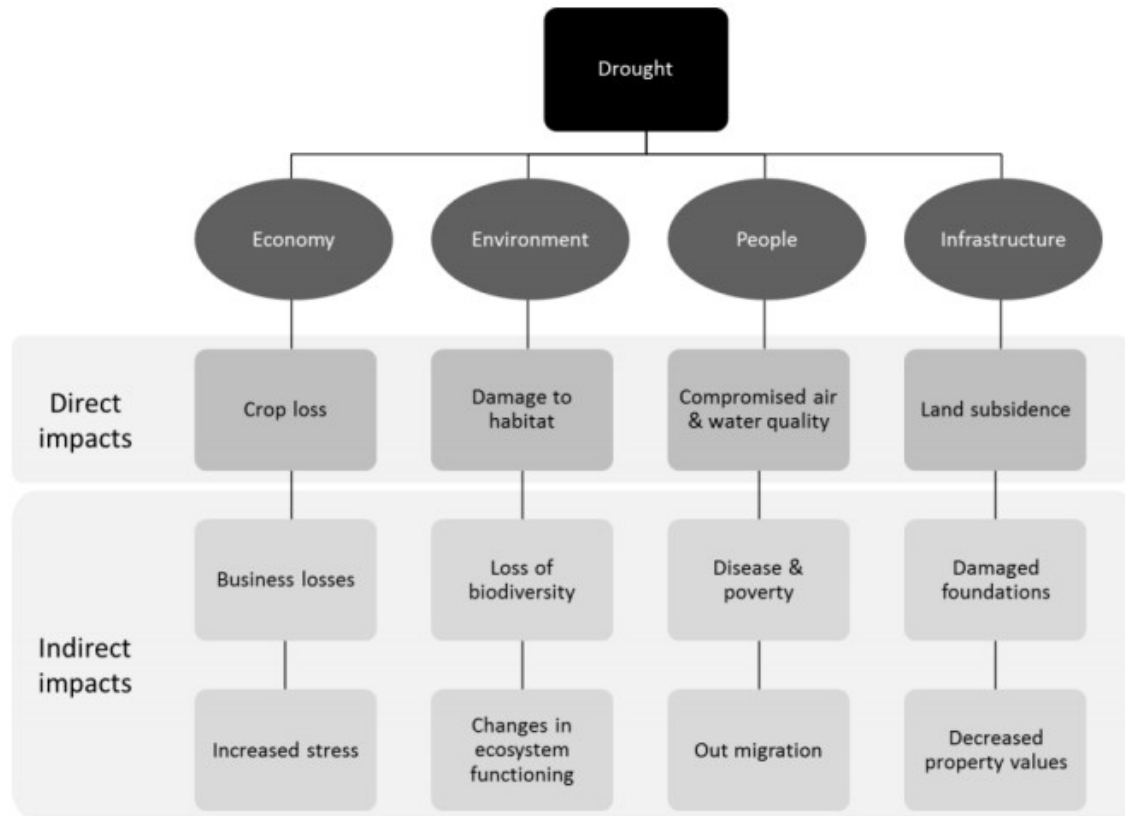 Drought
Economy
Environment
People
Infrastructure
Direct
impacts
Crop loss
Damage to
habitat
Compromised air
& water quality
Land subsidence
Indirect
impacts
Business losses
Loss of
biodiversity
Disease &
poverty
Damaged
foundations
Increased stress
Changes in
ecosystem
functioning
Out migration
Decreased
property values